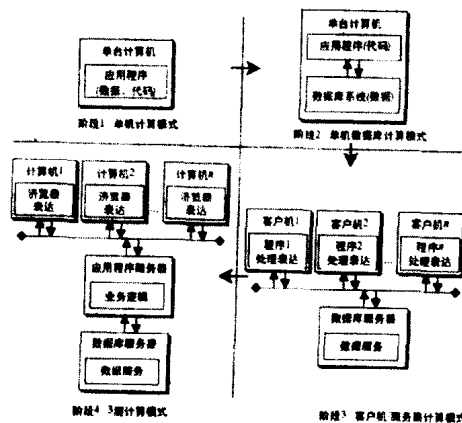 单台计算机
应用程序
(数据、代码)
阶段1 单机计算模式
单台计算机
应用程序(代码)
数据库系统(数据)
阶段2 单机数据库计算模式
客户机1
程序1
处理表达
客户机2
程序2
处理表达
客户机n
程序n
处理表达
数据库服务器
数据服务
阶段3 客户机/服务器计算模式
计算机1
浏览器
表达
计算机2
浏览器
表达
计算机n
浏览器
表达
应用程序服务器
业务逻辑
数据库服务器
数据服务
阶段4 3层计算模式